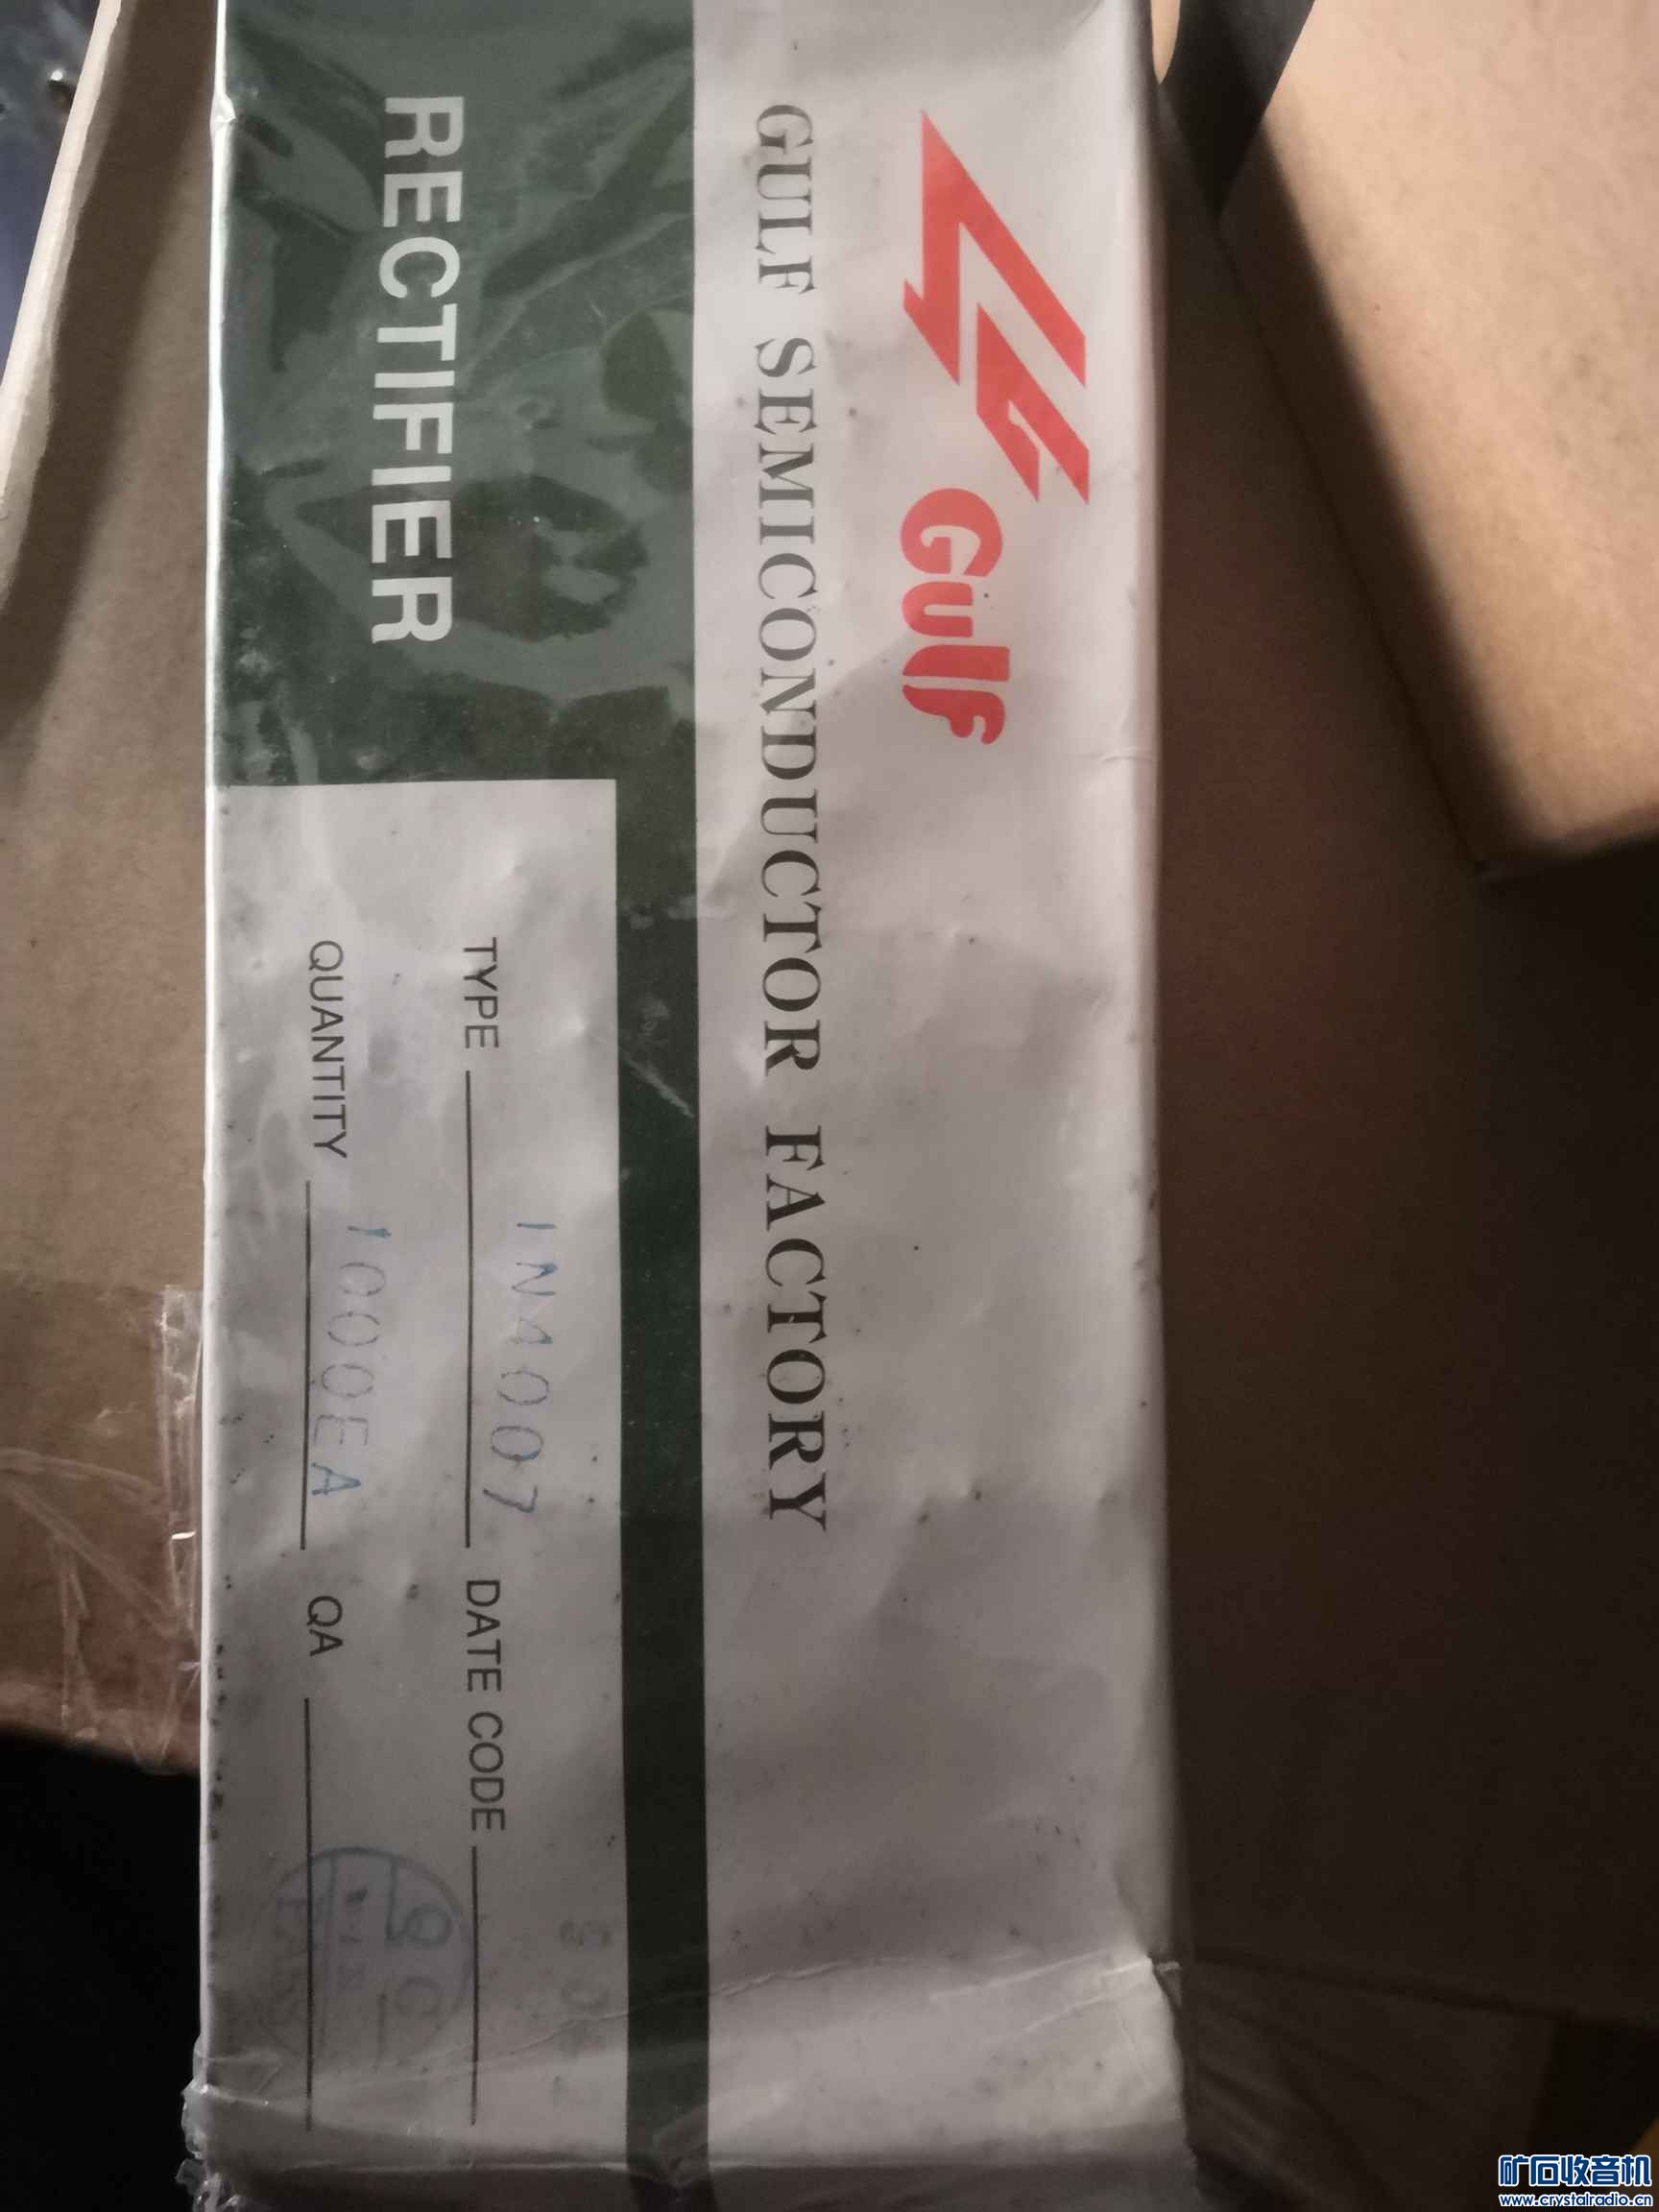 Gulf
GULF SEMICONDUCTOR FACTORY
RECTIFIER
TYPE 1N4007 DATE CODE
QUANTITY 1000EA QA
QC
矿石收音机
www.crystalradio.cn